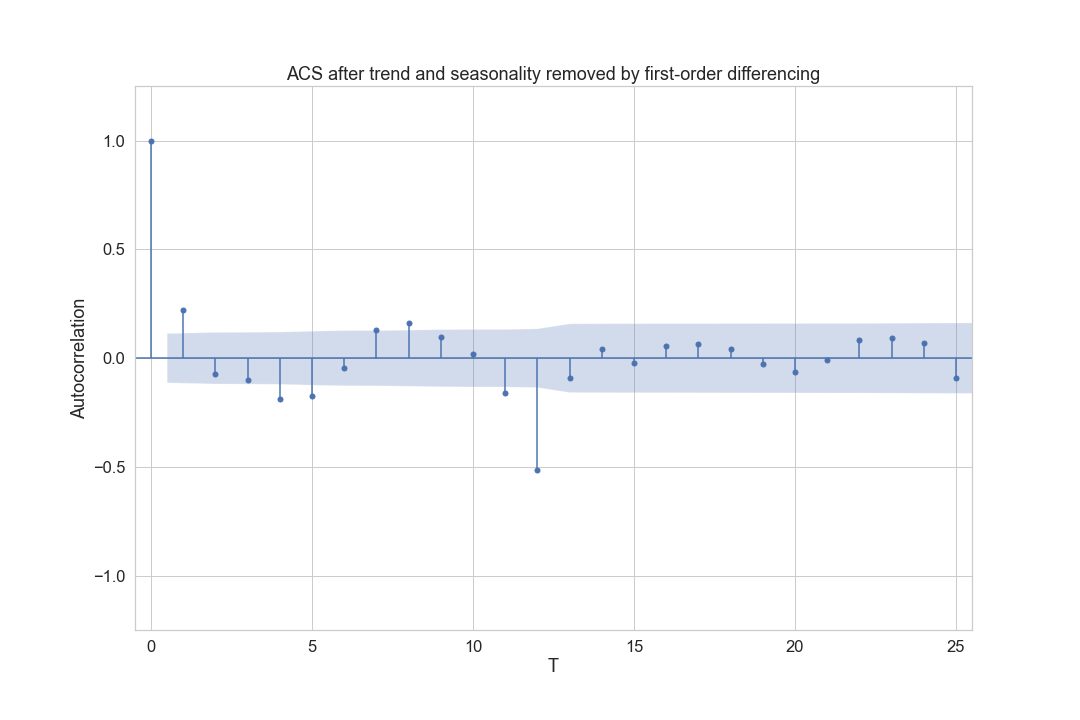 ACS after trend and seasonality removed by first-order differencing
1.0
0.5
0.0
−0.5
−1.0
Autocorrelation
0 5 10 15 20 25
T